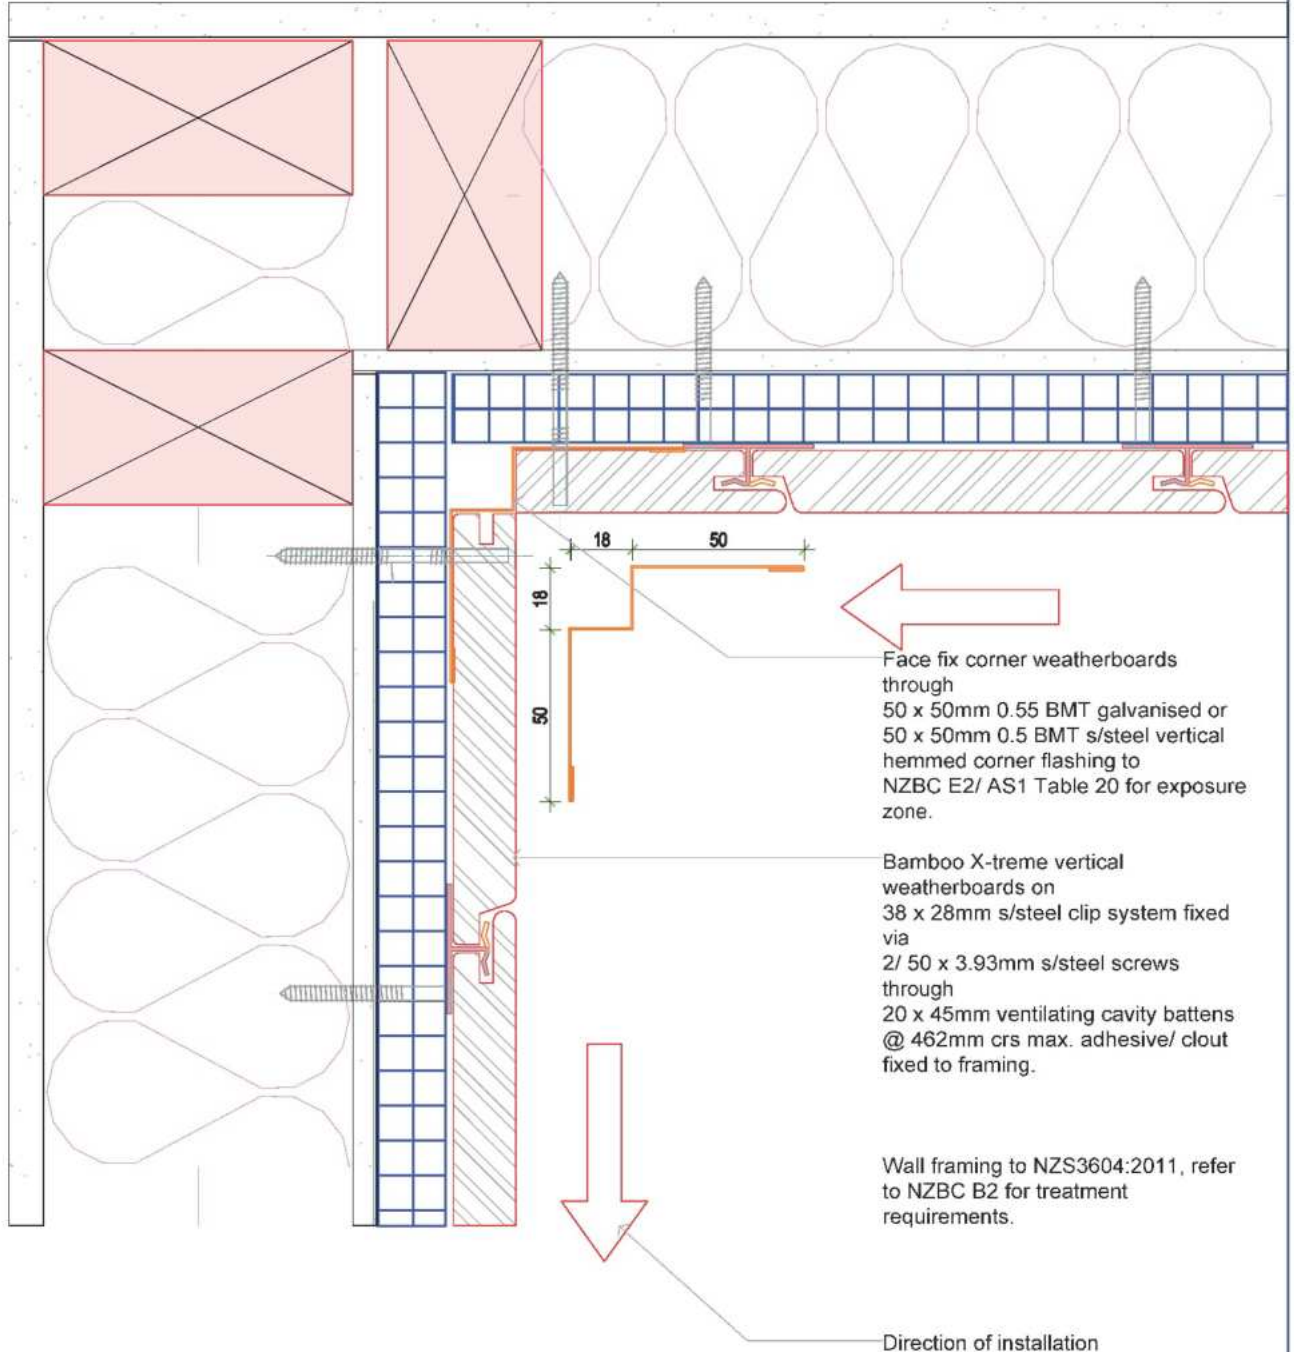 18
50
18
50
Face fix corner weatherboards
through
50 x 50mm 0.55 BMT galvanised or
50 x 50mm 0.5 BMT s/steel vertical
hemmed corner flashing to
NZBC E2/ AS1 Table 20 for exposure
zone.
Bamboo X-treme vertical
weatherboards on
38 x 28mm s/steel clip system fixed
via
2/ 50 x 3.93mm s/steel screws
through
20 x 45mm ventilating cavity battens
@ 462mm crs max. adhesive/ clout
fixed to framing.
Wall framing to NZS3604:2011, refer
to NZBC B2 for treatment
requirements.
Direction of installation